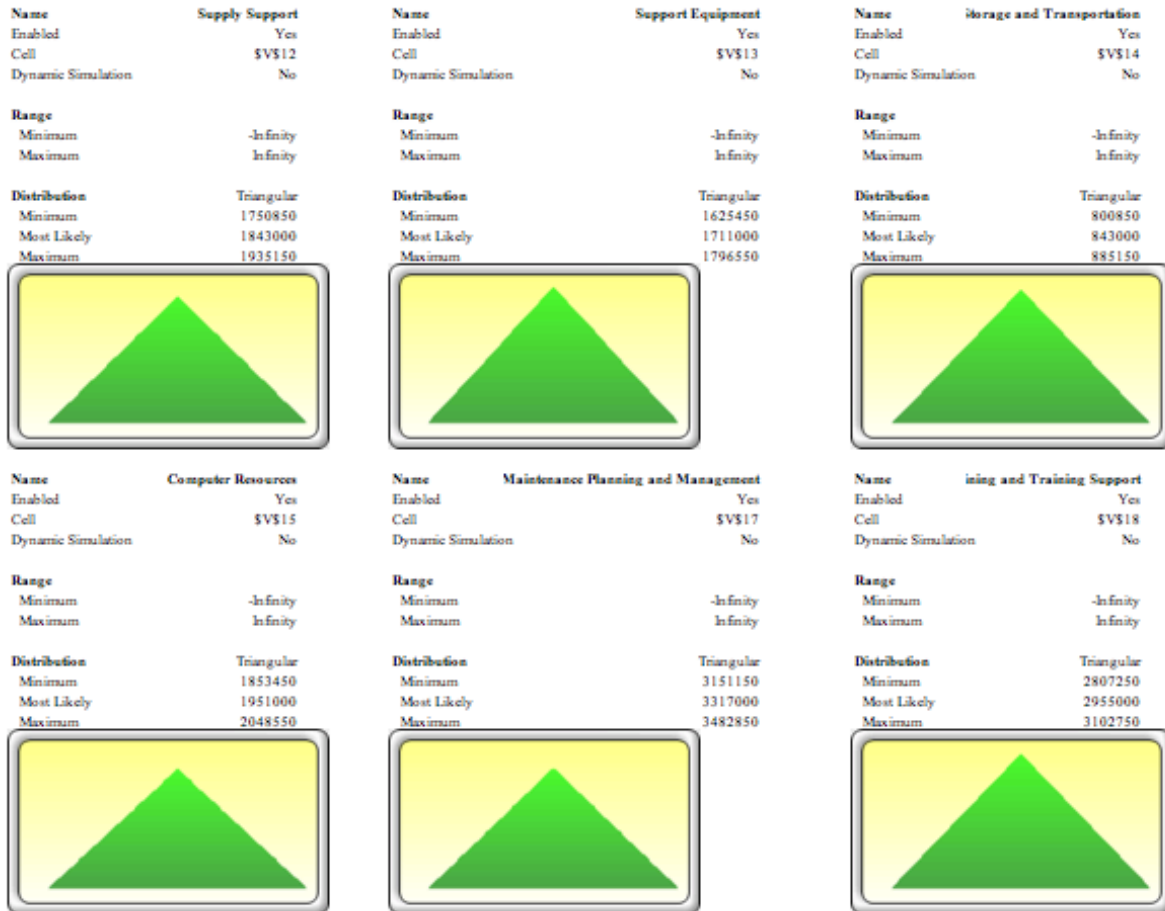 Name Supply Support
Enabled Yes
Cell $V$12
Dynamic Simulation No
Range
Minimum -Infinity
Maximum Infinity
Distribution Triangular
Minimum 1750850
Most Likely 1843000
Maximum 1935150
Name Support Equipment
Enabled Yes
Cell $V$13
Dynamic Simulation No
Range
Minimum -Infinity
Maximum Infinity
Distribution Triangular
Minimum 1625450
Most Likely 1711000
Maximum 1796550
Name torage and Transportation
Enabled Yes
Cell $V$14
Dynamic Simulation No
Range
Minimum -Infinity
Maximum Infinity
Distribution Triangular
Minimum 800850
Most Likely 843000
Maximum 885150
Name Computer Resources
Enabled Yes
Cell $V$15
Dynamic Simulation No
Range
Minimum -Infinity
Maximum Infinity
Distribution Triangular
Minimum 1853450
Most Likely 1951000
Maximum 2048550
Name Maintenance Planning and Management
Enabled Yes
Cell $V$17
Dynamic Simulation No
Range
Minimum -Infinity
Maximum Infinity
Distribution Triangular
Minimum 3151150
Most Likely 3317000
Maximum 3482850
Name ining and Training Support
Enabled Yes
Cell $V$18
Dynamic Simulation No
Range
Minimum -Infinity
Maximum Infinity
Distribution Triangular
Minimum 2807250
Most Likely 2955000
Maximum 3102750